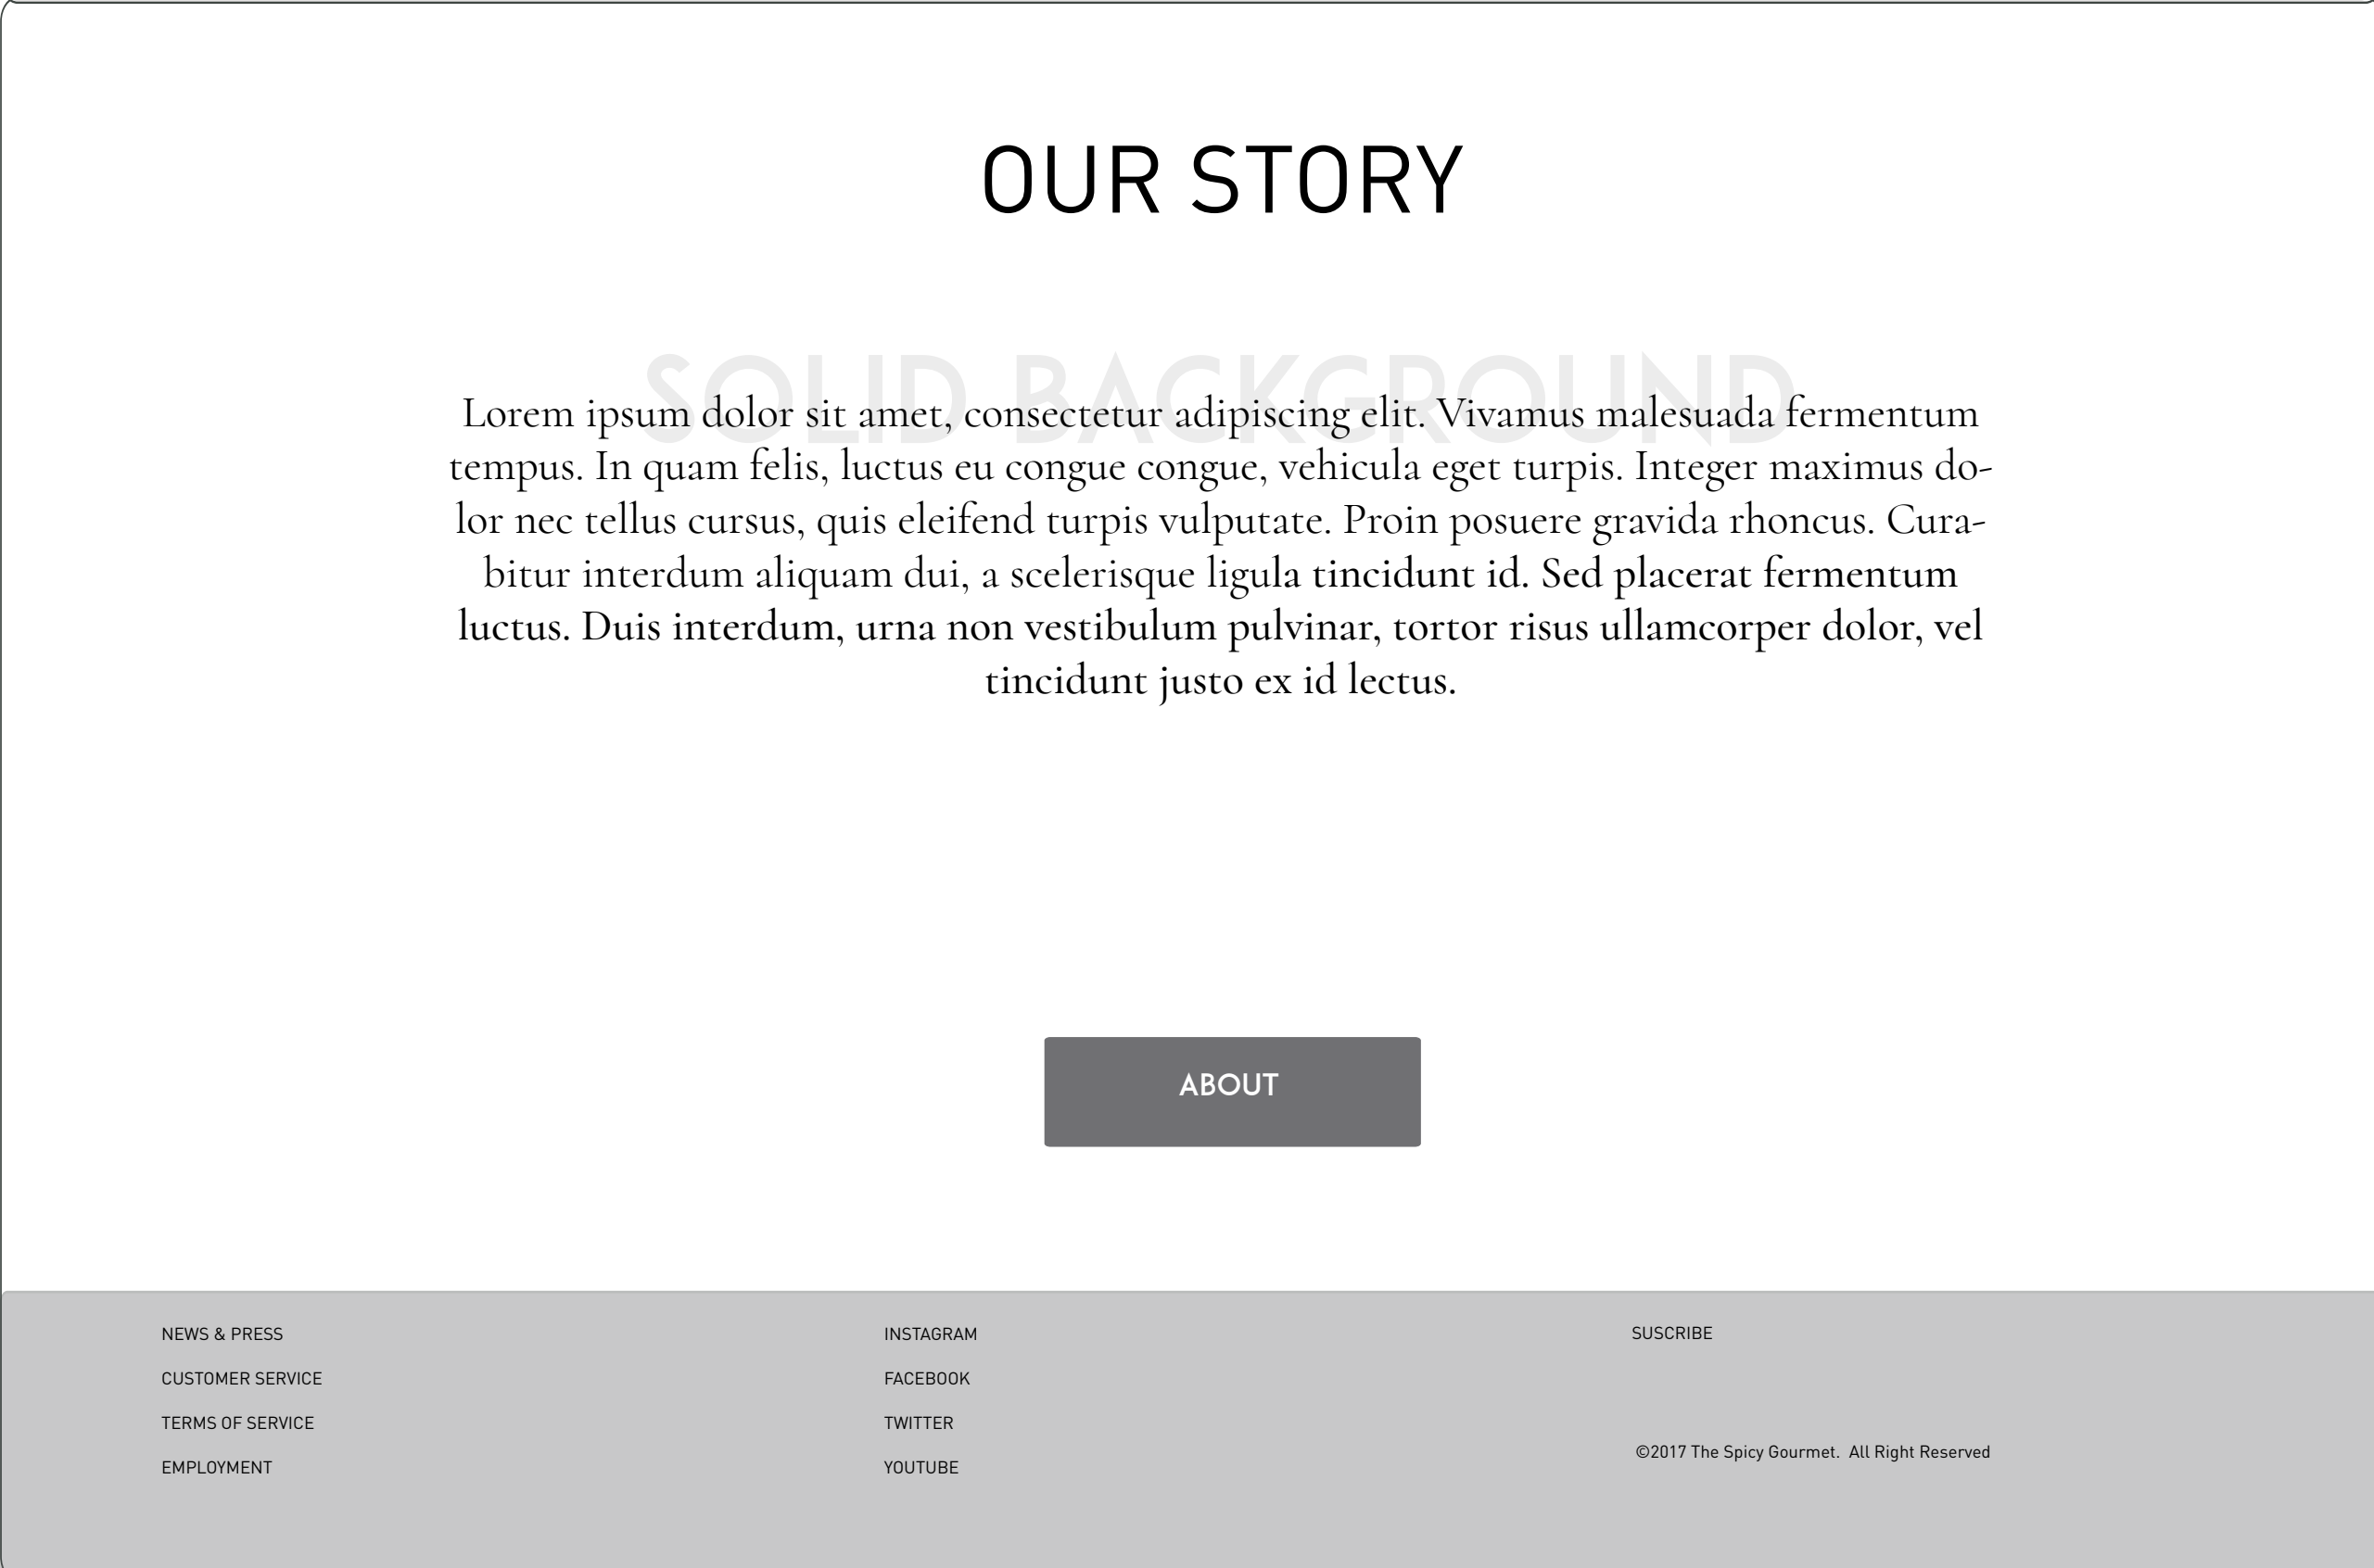 OUR STORY
SOLID BACKGROUND
Lorem ipsum dolor sit amet, consectetur adipiscing elit. Vivamus malesuada fermentum
tempus. In quam felis, luctus eu congue congue, vehicula eget turpis. Integer maximus do-
lor nec tellus cursus, quis eleifend turpis vulputate. Proin posuere gravida rhoncus. Cura-
bitur interdum aliquam dui, a scelerisque ligula tincidunt id. Sed placerat fermentum
luctus. Duis interdum, urna non vestibulum pulvinar, tortor risus ullamcorper dolor, vel
tincidunt justo ex id lectus.
ABOUT
NEWS & PRESS
CUSTOMER SERVICE
TERMS OF SERVICE
EMPLOYMENT
INSTAGRAM
FACEBOOK
TWITTER
YOUTUBE
SUSCRIBE
©2017 The Spicy Gourmet.  All Right Reserved